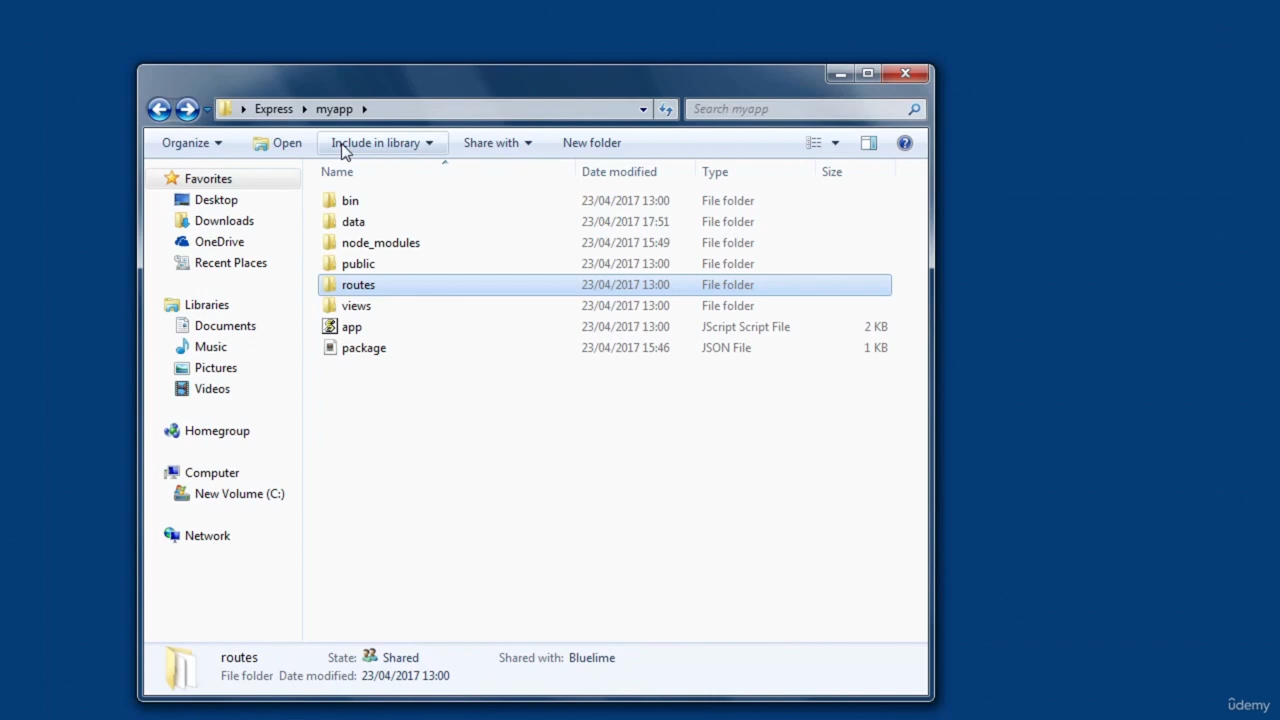 Express myapp
Search myapp
Organize Open Include in library Share with New folder
Name Date modified Type Size
Favorites
Desktop
Downloads
OneDrive
Recent Places
Libraries
Documents
Music
Pictures
Videos
Homegroup
Computer
New Volume (C:)
Network
bin 23/04/2017 13:00 File folder
data 23/04/2017 17:51 File folder
node_modules 23/04/2017 15:49 File folder
public 23/04/2017 13:00 File folder
routes 23/04/2017 13:00 File folder
views 23/04/2017 13:00 File folder
app 23/04/2017 13:00 JScript Script File 2 KB
package 23/04/2017 15:46 JSON File 1 KB
routes State: Shared Shared with: Bluelime
File folder Date modified: 23/04/2017 13:00
ûdemy